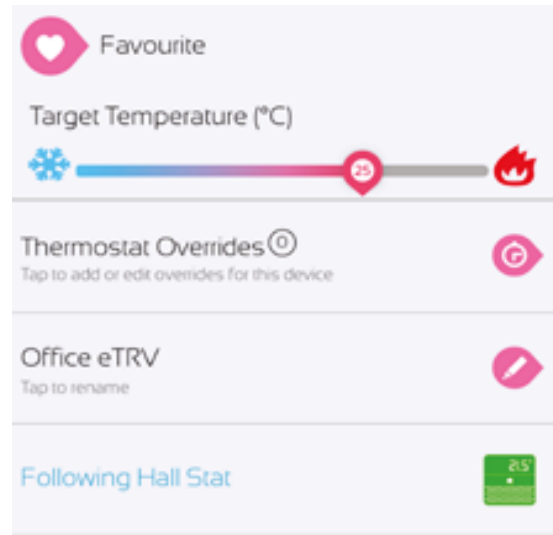 Favourite
Target Temperature (°C)
25
Thermostat Overrides 0
Tap to add or edit overrides for this device
Office eTRV
Tap to rename
Following Hall Stat
21.5°